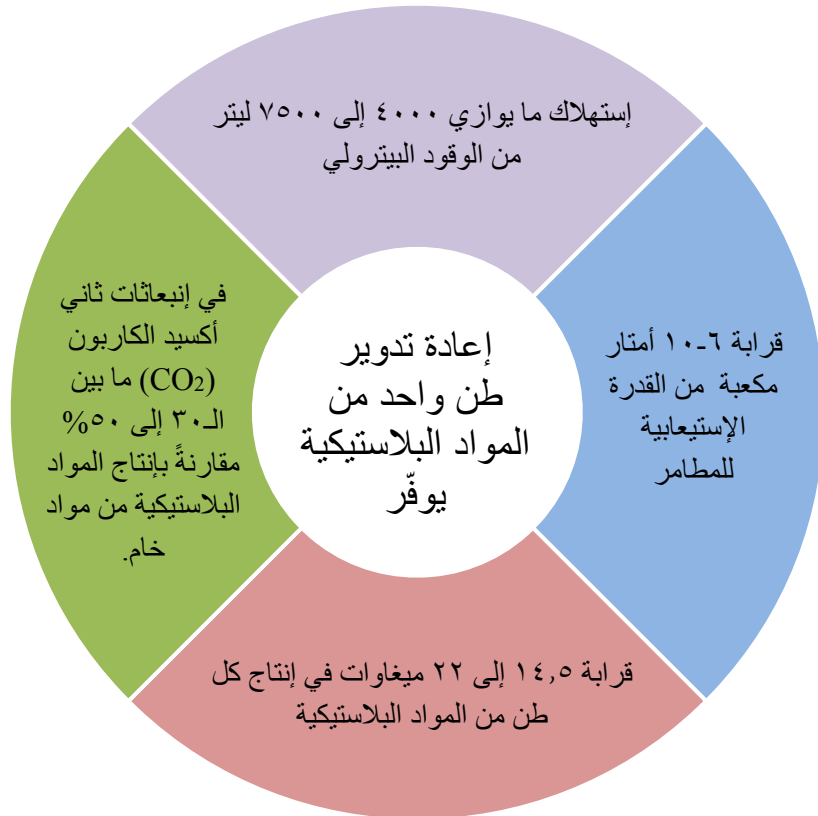 إستهلاك ما يوازي ٤٠٠٠ إلى ٧٥٠٠ ليتر
من الوقود البيترولي
قرابة ٦-١٠ أمتار
مكعبة من القدرة
الإستيعابية
للمطامر
إعادة تدوير
طن واحد من
المواد البلاستيكية
يوفّر
في إنبعاثات ثاني
أكسيد الكاربون
(CO₂) ما بين
الـ٣٠ إلى ٥٠%
مقارنةً بإنتاج المواد
البلاستيكية من مواد
خام.
قرابة ١٤,٥ إلى ٢٢ ميغاوات في إنتاج كل
طن من المواد البلاستيكية